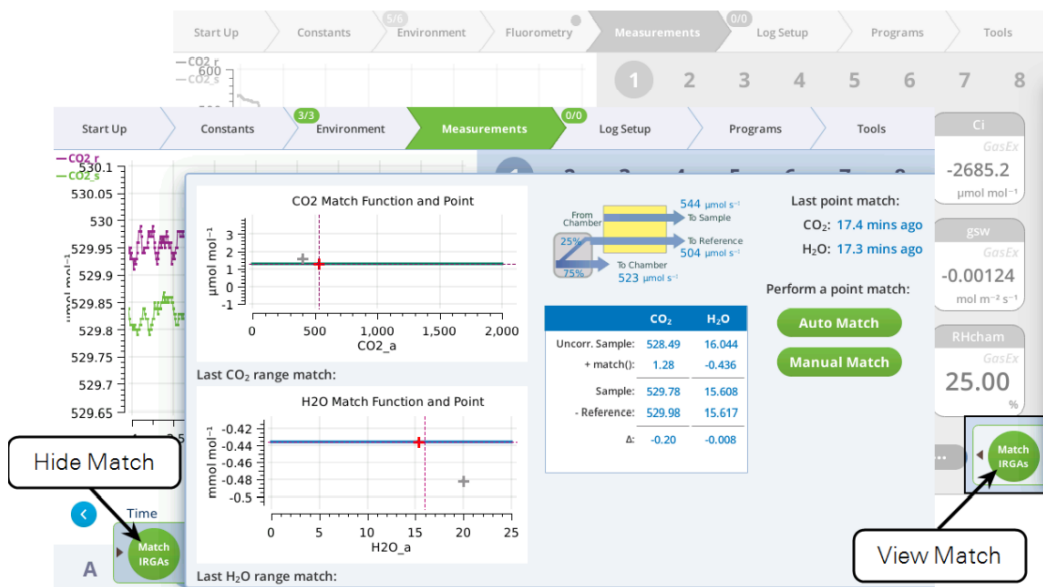 5/6
0/0
Start Up Constants Environment Fluorometry Measurements Log Setup Programs Tools
CO2_r
CO2_s
600
1 2 3 4 5 6 7 8
3/3
0/0
Start Up Constants Environment Measurements Log Setup Programs Tools
CO2_r
CO2_s
530.1
530.05
530
529.95
529.9
529.85
529.8
529.75
529.7
529.65
Time
A
Match
IRGAs
Hide Match
CO2 Match Function and Point
µmol mol⁻¹
3
2
1
0
-1
0 500 1,000 1,500 2,000
CO2_a
Last CO₂ range match:
H2O Match Function and Point
mmol mol⁻¹
-0.42
-0.44
-0.46
-0.48
-0.5
0 5 10 15 20 25
H2O_a
Last H₂O range match:
From
Chamber
25%
75%
544 µmol s⁻¹
To Sample
To Reference
504 µmol s⁻¹
To Chamber
523 µmol s⁻¹
CO₂ H₂O
Uncorr. Sample: 528.49 16.044
+ match(): 1.28 -0.436
Sample: 529.78 15.608
- Reference: 529.98 15.617
Δ: -0.20 -0.008
Last point match:
CO₂: 17.4 mins ago
H₂O: 17.3 mins ago
Perform a point match:
Auto Match
Manual Match
Ci
GasEx
-2685.2
µmol mol⁻¹
gsw
GasEx
-0.00124
mol m⁻² s⁻¹
RHcham
GasEx
25.00
%
...
Match
IRGAs
View Match